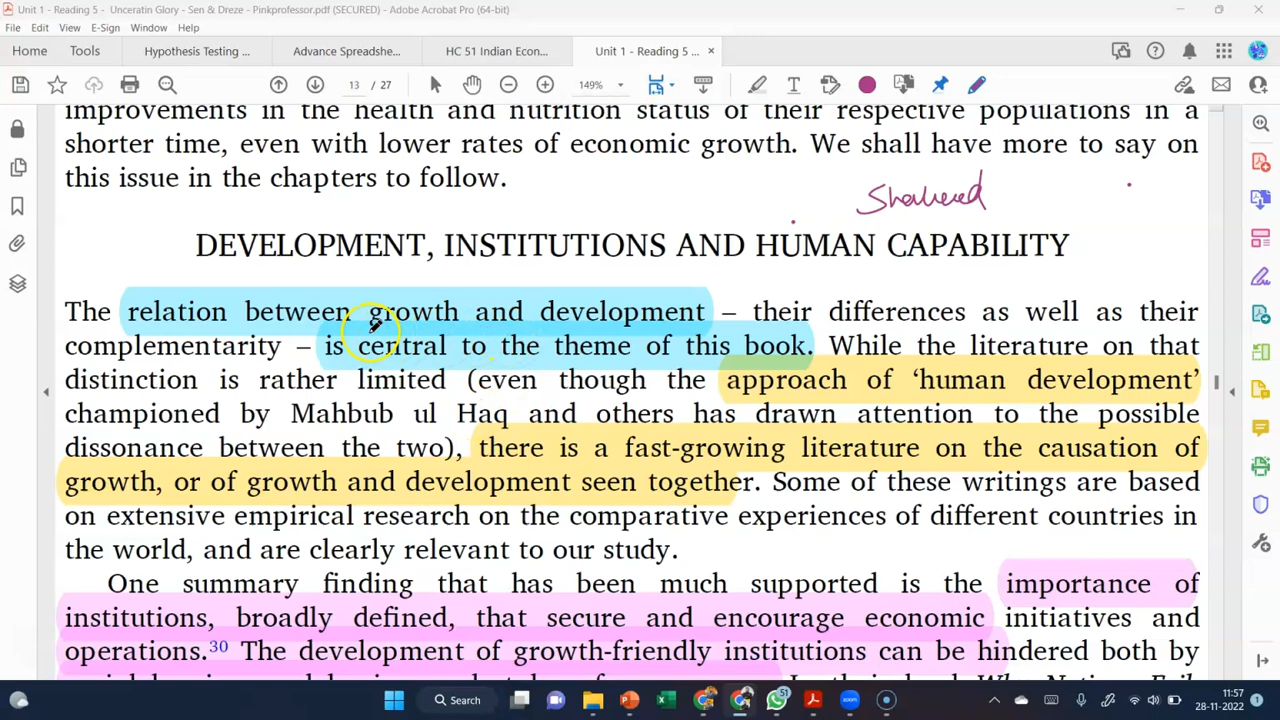 Unit 1 - Reading 5 - Unceratin Glory - Sen & Dreze - Pinkprofessor.pdf (SECURED) - Adobe Acrobat Pro (64-bit)
File Edit View E-Sign Window Help
Home Tools Hypothesis Testing ... Advance Spreadshe... HC 51 Indian Econ... Unit 1 - Reading 5 ... ×
13 / 27 149%
improvements in the health and nutrition status of their respective populations in a
shorter time, even with lower rates of economic growth. We shall have more to say on
this issue in the chapters to follow.
DEVELOPMENT, INSTITUTIONS AND HUMAN CAPABILITY
The relation between growth and development – their differences as well as their
complementarity – is central to the theme of this book. While the literature on that
distinction is rather limited (even though the approach of ‘human development’
championed by Mahbub ul Haq and others has drawn attention to the possible
dissonance between the two), there is a fast-growing literature on the causation of
growth, or of growth and development seen together. Some of these writings are based
on extensive empirical research on the comparative experiences of different countries in
the world, and are clearly relevant to our study.
One summary finding that has been much supported is the importance of
institutions, broadly defined, that secure and encourage economic initiatives and
operations.30 The development of growth-friendly institutions can be hindered both by
Search 51 11:57
28-11-2022